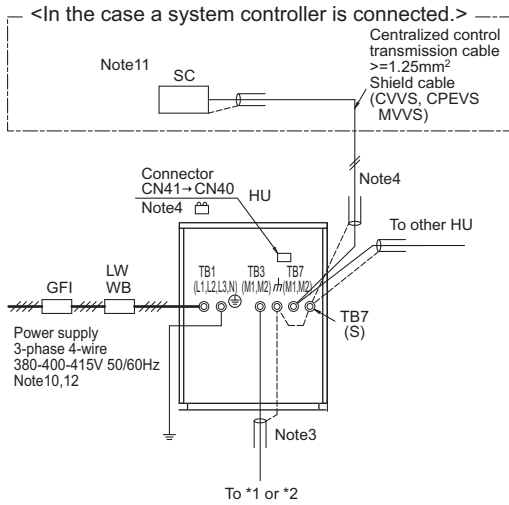 <In the case a system controller is connected.>
Centralized control
transmission cable
>=1.25mm²
Shield cable
(CVVS, CPEVS
MVVS)
Note11
SC
Connector
CN41→CN40
HU
Note4
Note4
To other HU
TB1
(L1,L2,L3,N)
TB3
(M1,M2)
TB7
(M1,M2)
GFI
LW
WB
TB7
(S)
Power supply
3-phase 4-wire
380-400-415V 50/60Hz
Note10,12
Note3
To *1 or *2